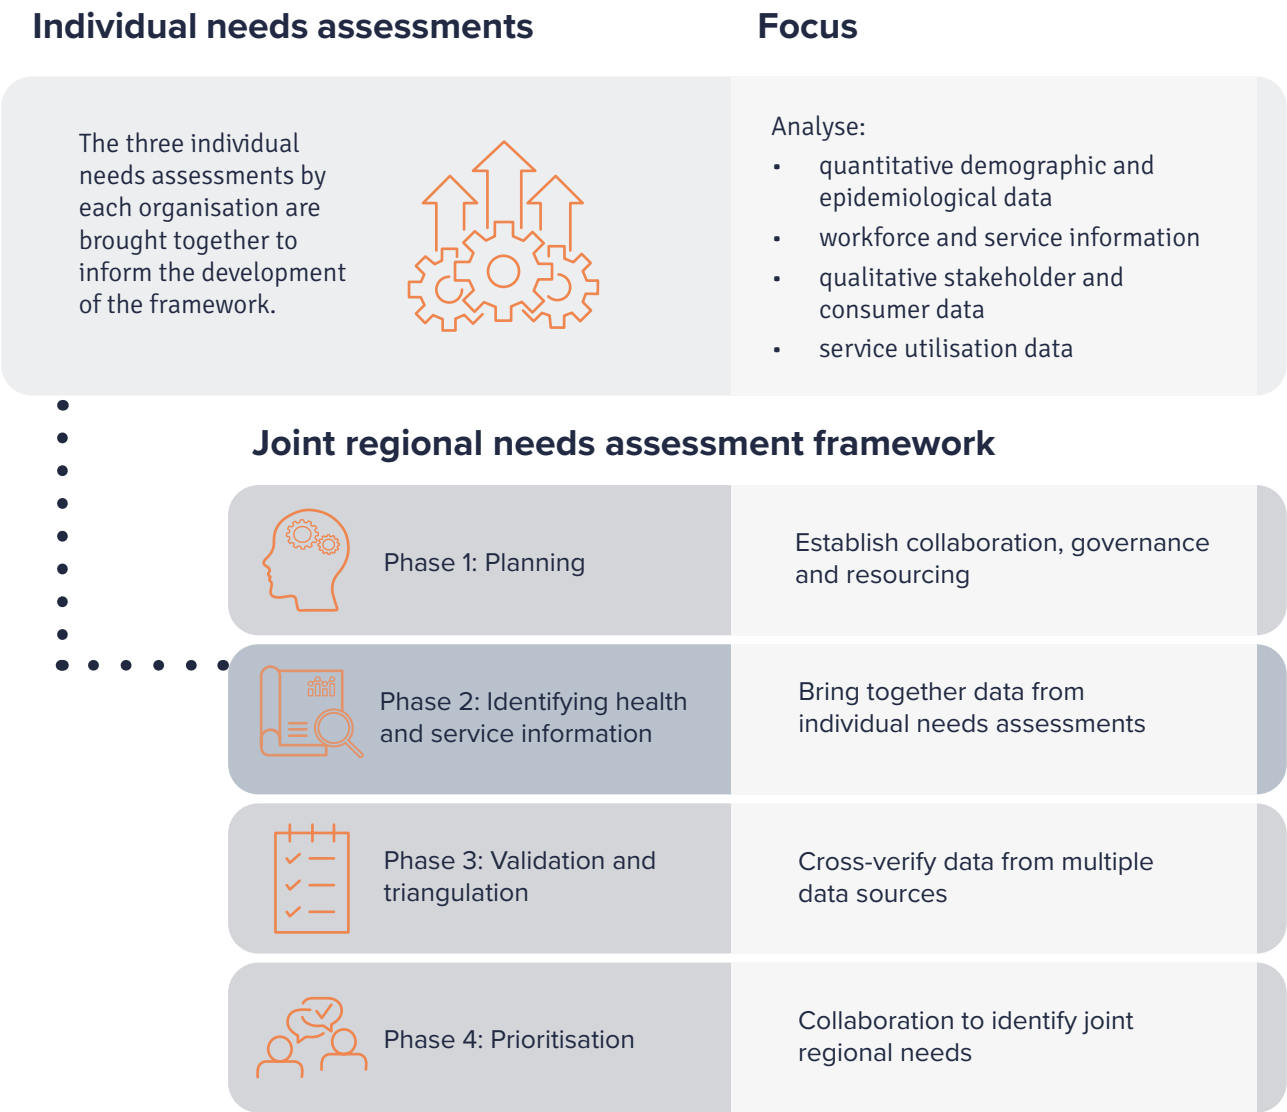 Individual needs assessments
Focus
The three individual
needs assessments by
each organisation are
brought together to
inform the development
of the framework.
Analyse:
• quantitative demographic and
epidemiological data
• workforce and service information
• qualitative stakeholder and
consumer data
• service utilisation data
Joint regional needs assessment framework
Phase 1: Planning
Establish collaboration, governance
and resourcing
Phase 2: Identifying health
and service information
Bring together data from
individual needs assessments
Phase 3: Validation and
triangulation
Cross-verify data from multiple
data sources
Phase 4: Prioritisation
Collaboration to identify joint
regional needs